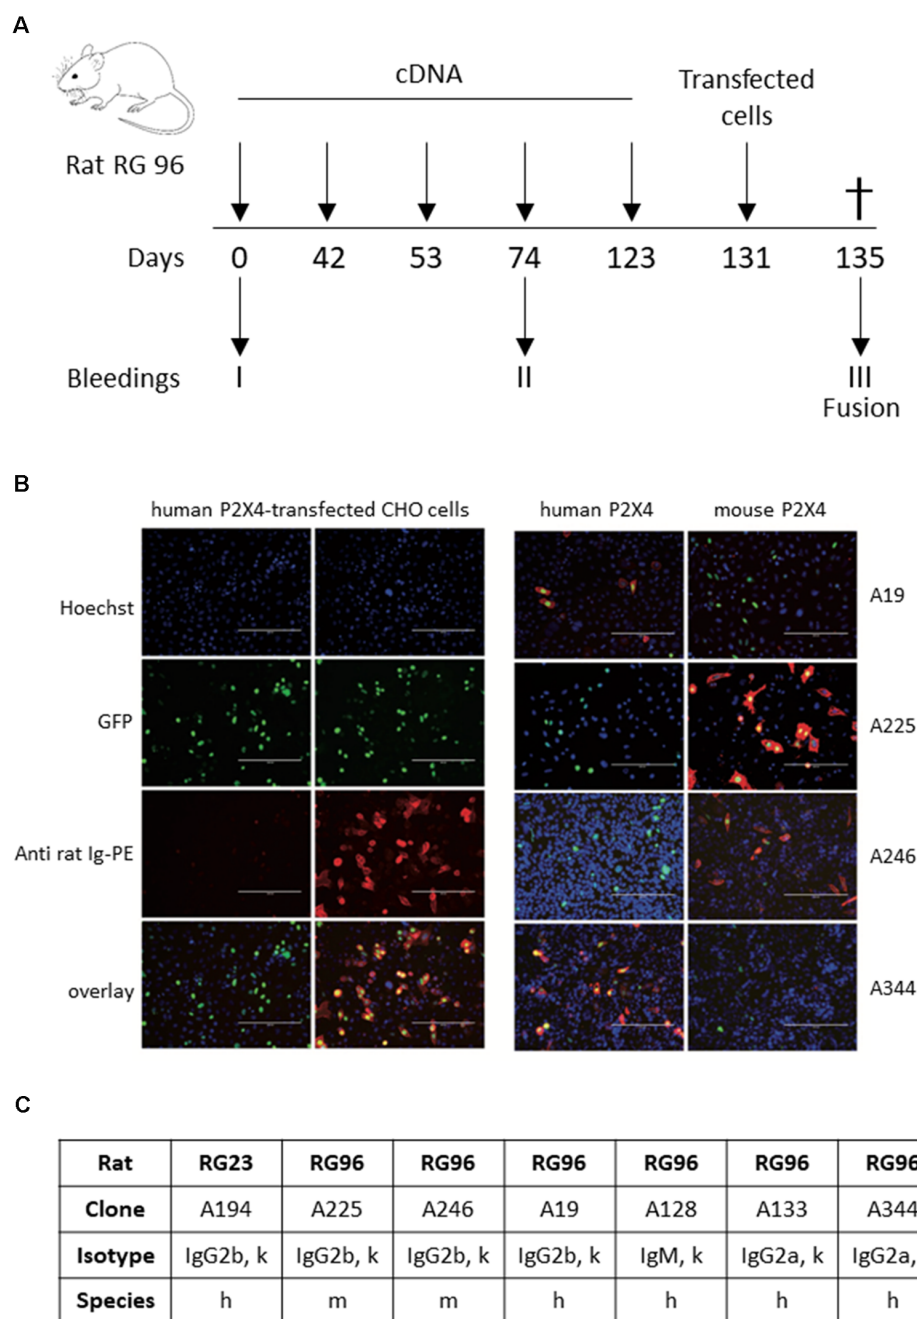 A
cDNA
Transfected
cells
Rat RG 96
Days 0 42 53 74 123 131 135
Bleedings I II III
Fusion
B
human P2X4-transfected CHO cells
human P2X4 mouse P2X4
Hoechst
GFP
Anti rat Ig-PE
overlay
A19
A225
A246
A344
C
Rat RG23 RG96 RG96 RG96 RG96 RG96 RG96
Clone A194 A225 A246 A19 A128 A133 A344
Isotype IgG2b, k IgG2b, k IgG2b, k IgG2b, k IgM, k IgG2a, k IgG2a,
Species h m m h h h h